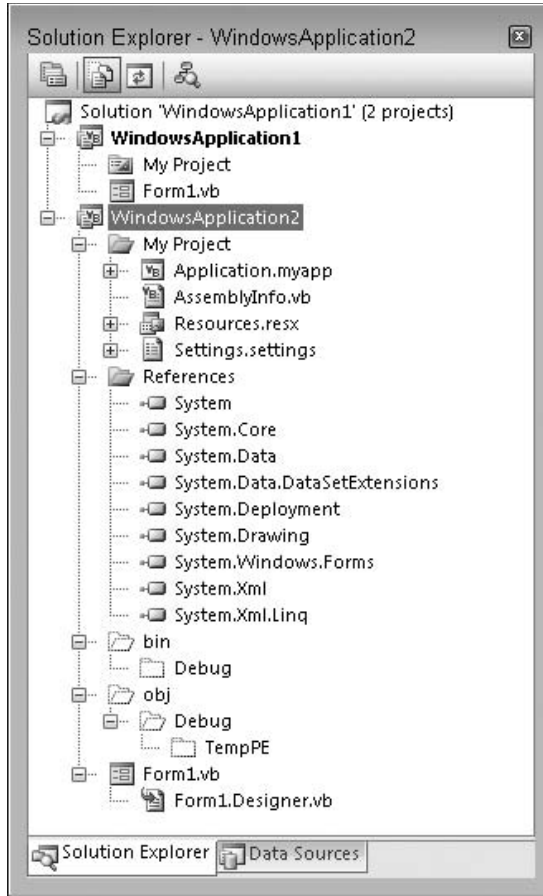 Solution Explorer - WindowsApplication2
Solution 'WindowsApplication1' (2 projects)
WindowsApplication1
My Project
Form1.vb
WindowsApplication2
My Project
Application.myapp
AssemblyInfo.vb
Resources.resx
Settings.settings
References
System
System.Core
System.Data
System.Data.DataSetExtensions
System.Deployment
System.Drawing
System.Windows.Forms
System.Xml
System.Xml.Linq
bin
Debug
obj
Debug
TempPE
Form1.vb
Form1.Designer.vb
Solution Explorer Data Sources